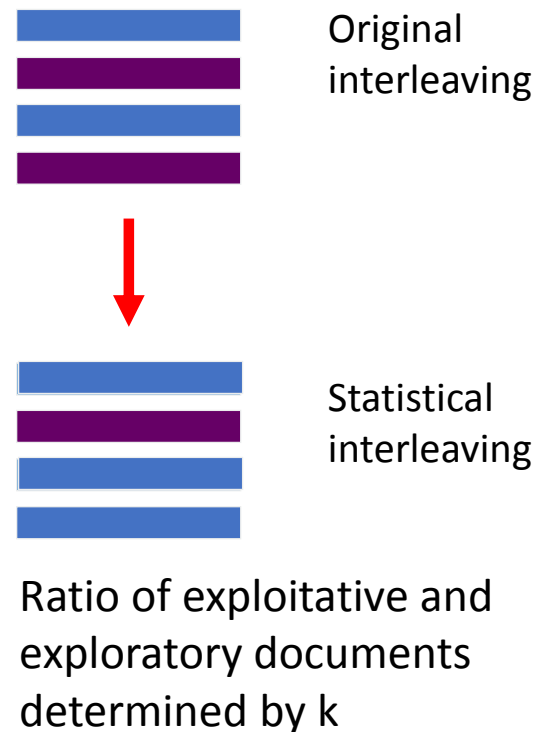 Original
interleaving
Statistical
interleaving
Ratio of exploitative and
exploratory documents
determined by k